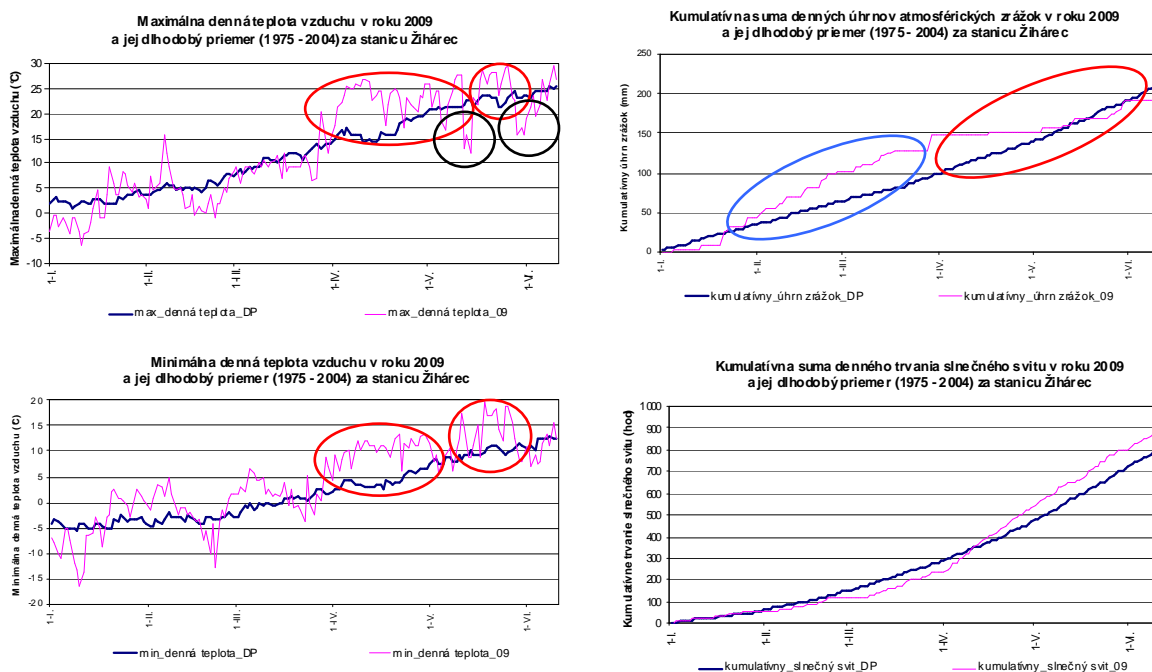 Maximálna denná teplota vzduchu v roku 2009
a jej dlhodobý priemer (1975 - 2004) za stanicu Žihárec
Maximálna denná teplota vzduchu (°C)
30
25
20
15
10
5
0
-5
-10
1-I.
1-II.
1-III.
1-IV.
1-V.
1-VI.
max_denná teplota_DP
max_denná teplota_09
Kumulatívna suma denných úhrnov atmosférických zrážok v roku 2009
a jej dlhodobý priemer (1975 - 2004) za stanicu Žihárec
Kumulatívny úhrn zrážok (mm)
250
200
150
100
50
0
1-I.
1-II.
1-III.
1-IV.
1-V.
1-VI.
kumulatívny_úhrn zrážok_DP
kumulatívny_úhrn zrážok_09
Minimálna denná teplota vzduchu v roku 2009
a jej dlhodobý priemer (1975 - 2004) za stanicu Žihárec
Minimálna denná teplota vzduchu (C)
20
15
10
5
0
-5
-10
-15
-20
1-I.
1-II.
1-III.
1-IV.
1-V.
1-VI.
min_denná teplota_DP
min_denná teplota_09
Kumulatívna suma denného trvania slnečného svitu v roku 2009
a jej dlhodobý priemer (1975 - 2004) za stanicu Žihárec
Kumulatívne trvanie slnečného svitu (hod)
1000
900
800
700
600
500
400
300
200
100
0
1-I.
1-II.
1-III.
1-IV.
1-V.
1-VI.
kumulatívny_slnečný svit_DP
kumulatívny_slnečný svit_09